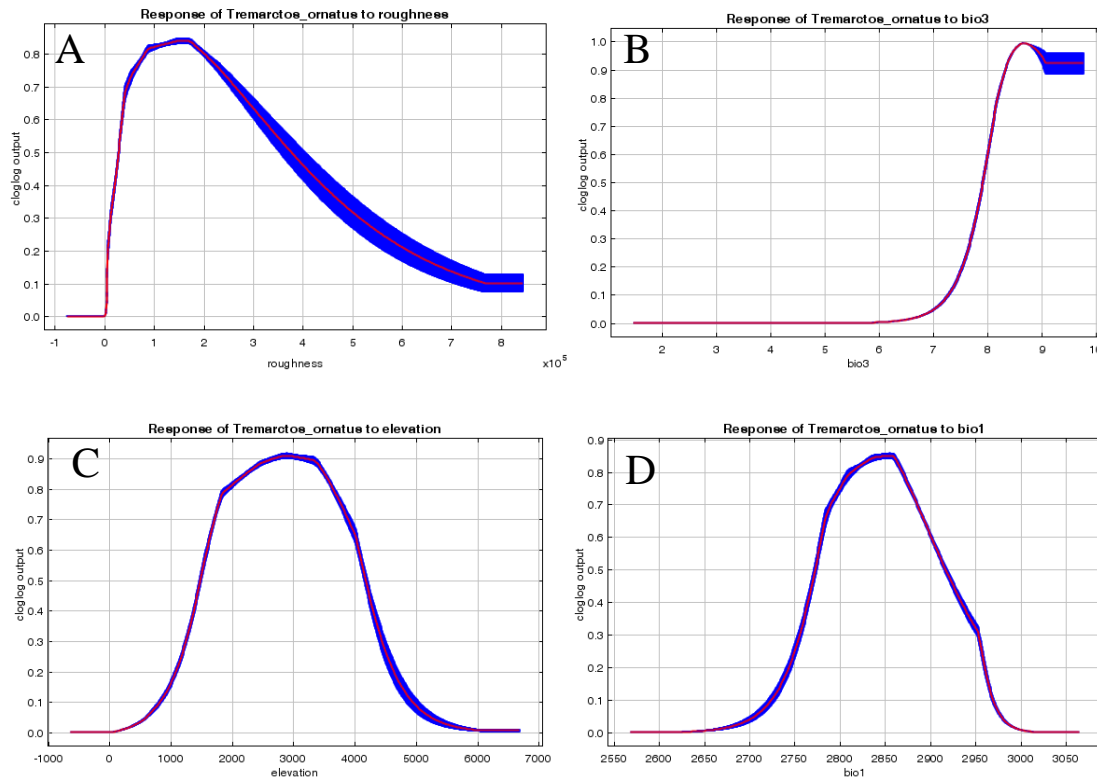 Response of Tremarctos_ornatus to roughness
A
cloglog output
0.8
0.7
0.6
0.5
0.4
0.3
0.2
0.1
0.0
-1 0 1 2 3 4 5 6 7 8
x10^5
roughness
Response of Tremarctos_ornatus to bio3
B
cloglog output
1.0
0.9
0.8
0.7
0.6
0.5
0.4
0.3
0.2
0.1
0.0
2 3 4 5 6 7 8 9 10
bio3
Response of Tremarctos_ornatus to elevation
C
cloglog output
0.9
0.8
0.7
0.6
0.5
0.4
0.3
0.2
0.1
0.0
-1000 0 1000 2000 3000 4000 5000 6000 7000
elevation
Response of Tremarctos_ornatus to bio1
D
cloglog output
0.9
0.8
0.7
0.6
0.5
0.4
0.3
0.2
0.1
0.0
2550 2600 2650 2700 2750 2800 2850 2900 2950 3000 3050
bio1